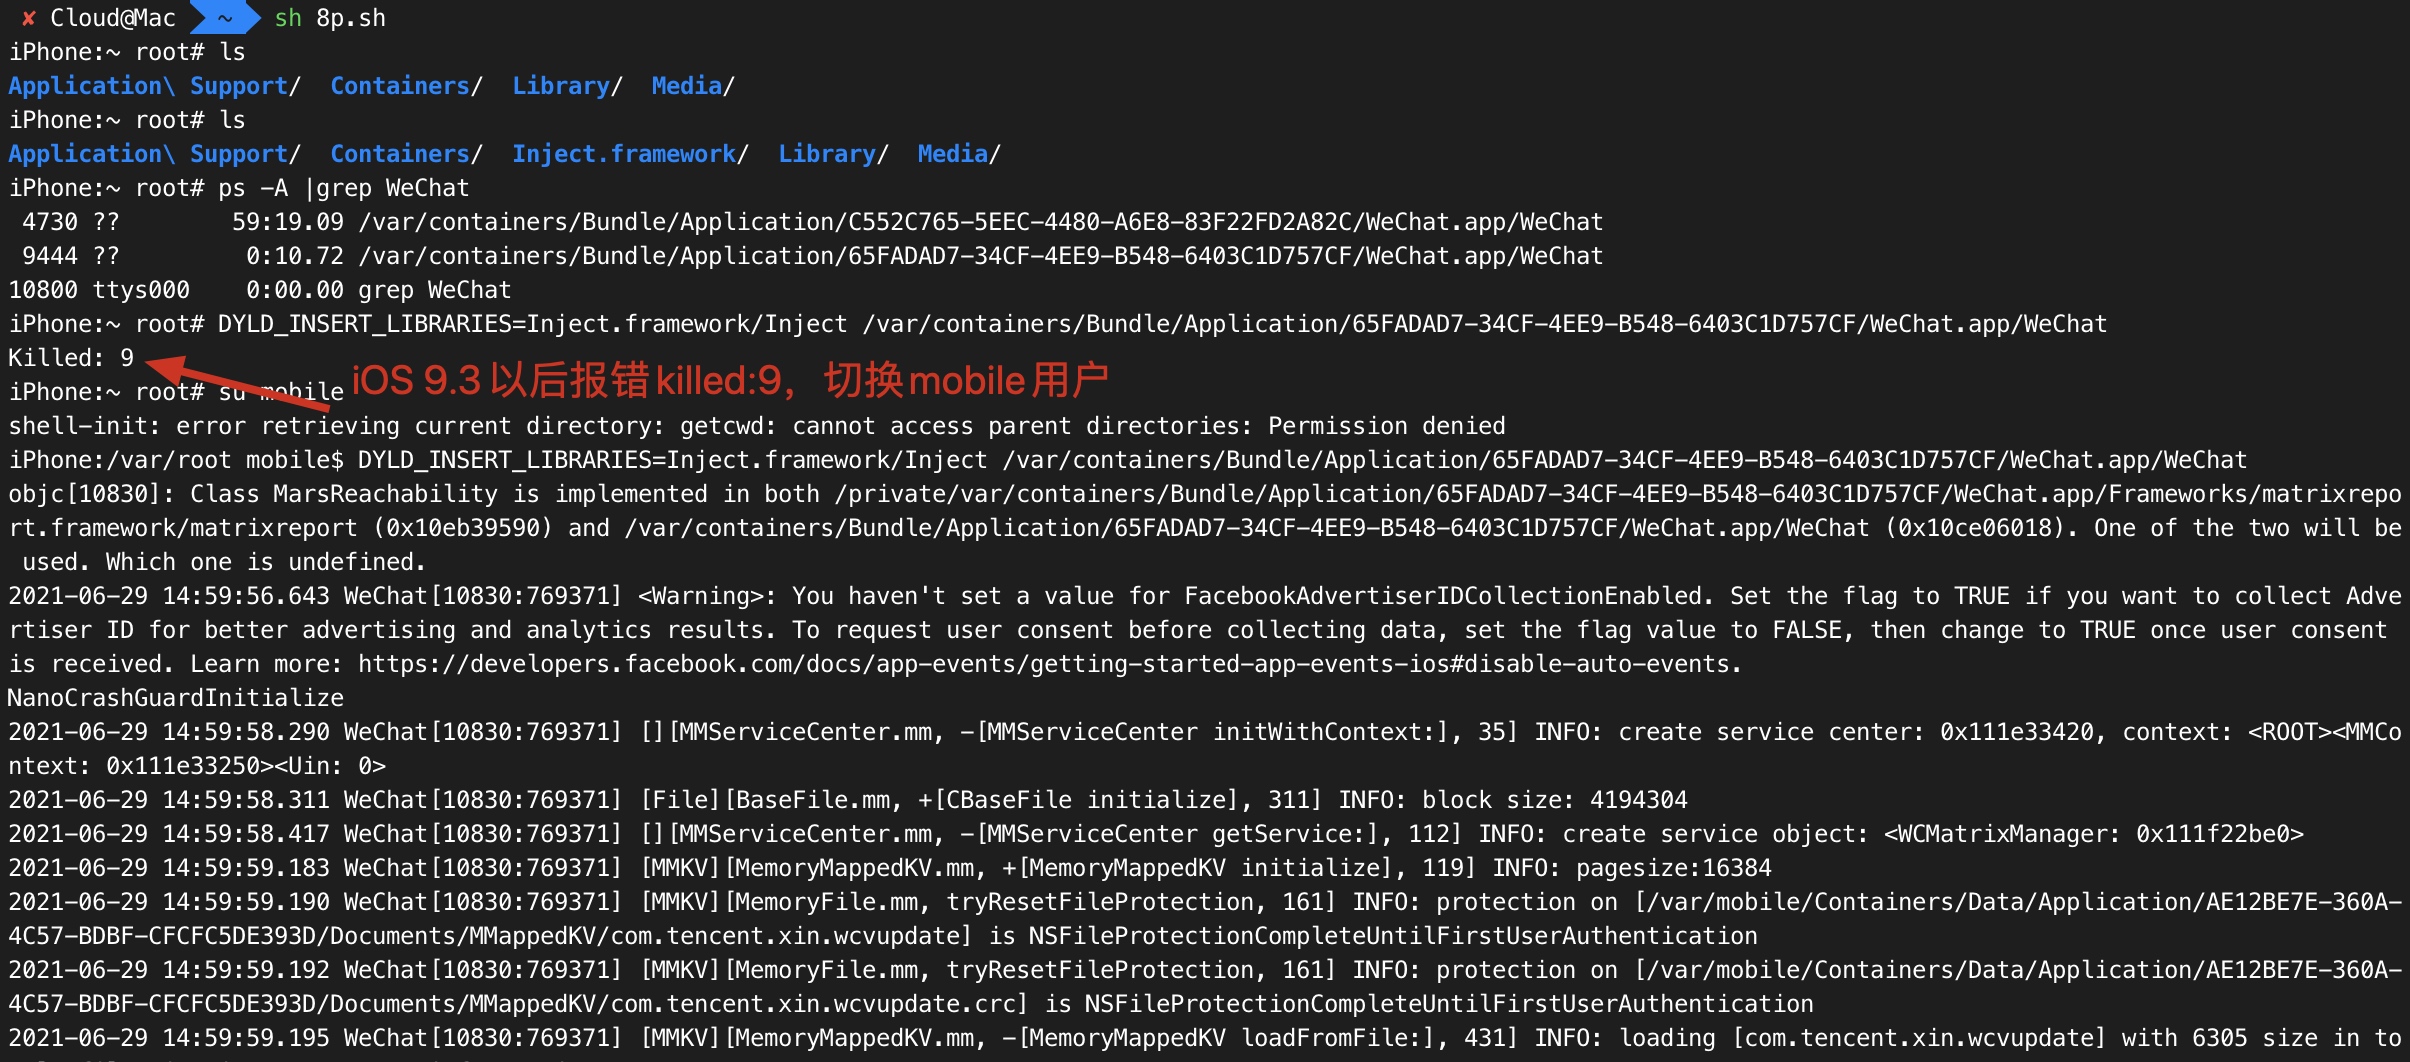 ✘ Cloud@Mac ~ sh 8p.sh
iPhone:~ root# ls
Application\ Support/  Containers/  Library/  Media/
iPhone:~ root# ls
Application\ Support/  Containers/  Inject.framework/  Library/  Media/
iPhone:~ root# ps -A |grep WeChat
 4730 ??        59:19.09 /var/containers/Bundle/Application/C552C765-5EEC-4480-A6E8-83F22FD2A82C/WeChat.app/WeChat
 9444 ??         0:10.72 /var/containers/Bundle/Application/65FADAD7-34CF-4EE9-B548-6403C1D757CF/WeChat.app/WeChat
10800 ttys000    0:00.00 grep WeChat
iPhone:~ root# DYLD_INSERT_LIBRARIES=Inject.framework/Inject /var/containers/Bundle/Application/65FADAD7-34CF-4EE9-B548-6403C1D757CF/WeChat.app/WeChat
Killed: 9
iOS 9.3以后报错killed:9，切换mobile用户
iPhone:~ root# su mobile
shell-init: error retrieving current directory: getcwd: cannot access parent directories: Permission denied
iPhone:/var/root mobile$ DYLD_INSERT_LIBRARIES=Inject.framework/Inject /var/containers/Bundle/Application/65FADAD7-34CF-4EE9-B548-6403C1D757CF/WeChat.app/WeChat
objc[10830]: Class MarsReachability is implemented in both /private/var/containers/Bundle/Application/65FADAD7-34CF-4EE9-B548-6403C1D757CF/WeChat.app/Frameworks/matrixrepo
rt.framework/matrixreport (0x10eb39590) and /var/containers/Bundle/Application/65FADAD7-34CF-4EE9-B548-6403C1D757CF/WeChat.app/WeChat (0x10ce06018). One of the two will be
 used. Which one is undefined.
2021-06-29 14:59:56.643 WeChat[10830:769371] <Warning>: You haven't set a value for FacebookAdvertiserIDCollectionEnabled. Set the flag to TRUE if you want to collect Adve
rtiser ID for better advertising and analytics results. To request user consent before collecting data, set the flag value to FALSE, then change to TRUE once user consent
is received. Learn more: https://developers.facebook.com/docs/app-events/getting-started-app-events-ios#disable-auto-events.
NanoCrashGuardInitialize
2021-06-29 14:59:58.290 WeChat[10830:769371] [][MMServiceCenter.mm, -[MMServiceCenter initWithContext:], 35] INFO: create service center: 0x111e33420, context: <ROOT><MMCo
ntext: 0x111e33250><Uin: 0>
2021-06-29 14:59:58.311 WeChat[10830:769371] [File][BaseFile.mm, +[CBaseFile initialize], 311] INFO: block size: 4194304
2021-06-29 14:59:58.417 WeChat[10830:769371] [][MMServiceCenter.mm, -[MMServiceCenter getService:], 112] INFO: create service object: <WCMatrixManager: 0x111f22be0>
2021-06-29 14:59:59.183 WeChat[10830:769371] [MMKV][MemoryMappedKV.mm, +[MemoryMappedKV initialize], 119] INFO: pagesize:16384
2021-06-29 14:59:59.190 WeChat[10830:769371] [MMKV][MemoryFile.mm, tryResetFileProtection, 161] INFO: protection on [/var/mobile/Containers/Data/Application/AE12BE7E-360A-
4C57-BDBF-CFCFC5DE393D/Documents/MMappedKV/com.tencent.xin.wcvupdate] is NSFileProtectionCompleteUntilFirstUserAuthentication
2021-06-29 14:59:59.192 WeChat[10830:769371] [MMKV][MemoryFile.mm, tryResetFileProtection, 161] INFO: protection on [/var/mobile/Containers/Data/Application/AE12BE7E-360A-
4C57-BDBF-CFCFC5DE393D/Documents/MMappedKV/com.tencent.xin.wcvupdate.crc] is NSFileProtectionCompleteUntilFirstUserAuthentication
2021-06-29 14:59:59.195 WeChat[10830:769371] [MMKV][MemoryMappedKV.mm, -[MemoryMappedKV loadFromFile:], 431] INFO: loading [com.tencent.xin.wcvupdate] with 6305 size in to